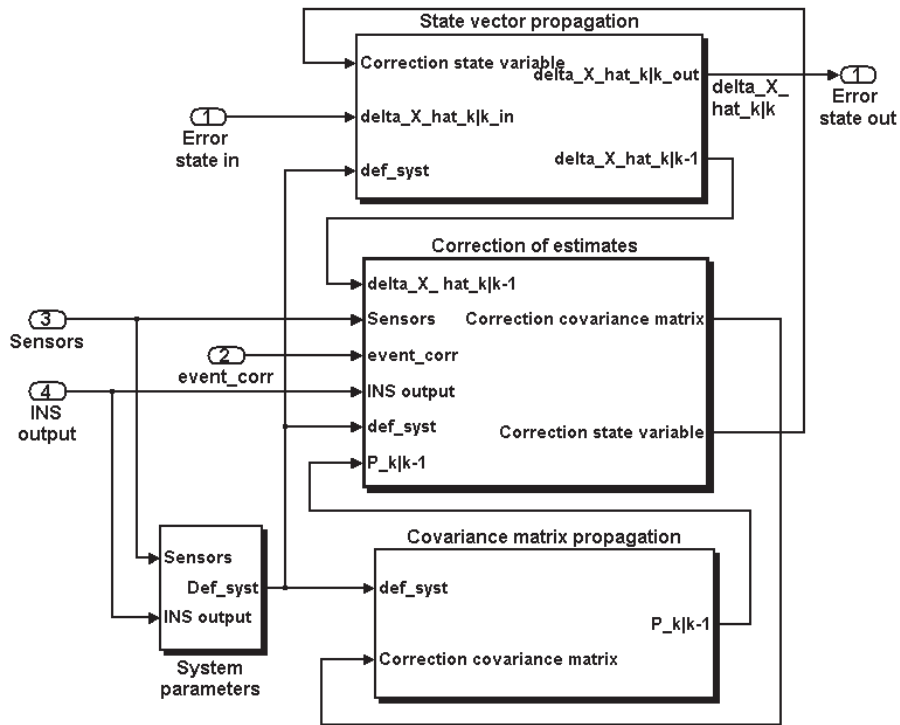 State vector propagation
Correction state variable
delta_X_hat_k|k_out
1
delta_X_
hat_k|k
Error
state out
1
Error
state in
delta_X_hat_k|k_in
delta_X_hat_k|k-1
def_syst
Correction of estimates
delta_X_ hat_k|k-1
3
Sensors
Sensors
Correction covariance matrix
2
event_corr
event_corr
4
INS
output
INS output
def_syst
Correction state variable
P_k|k-1
Covariance matrix propagation
Sensors
Def_syst
INS output
System
parameters
def_syst
P_k|k-1
Correction covariance matrix